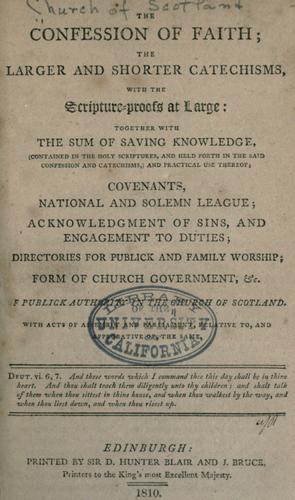 Church of Scotland
THE
CONFESSION OF FAITH;
THE
LARGER AND SHORTER CATECHISMS,
WITH THE
Scripture-proofs at Large:
TOGETHER WITH
THE SUM OF SAVING KNOWLEDGE,
(CONTAINED IN THE HOLY SCRIPTURES, AND HELD FORTH IN THE SAID
CONFESSION AND CATECHISMS,) AND PRACTICAL USE THEREOF;
COVENANTS,
NATIONAL AND SOLEMN LEAGUE;
ACKNOWLEDGMENT OF SINS, AND
ENGAGEMENT TO DUTIES;
DIRECTORIES FOR PUBLICK AND FAMILY WORSHIP;
FORM OF CHURCH GOVERNMENT, &c.
OF PUBLICK AUTHORITY IN THE CHURCH OF SCOTLAND.
WITH ACTS OF ASSEMBLY AND PARLIAMENT, RELATIVE TO, AND
APPROBATIVE OF, THE SAME.
LIBRARY
OF THE
UNIVERSITY
OF
CALIFORNIA
DEUT. vi. 6, 7. And these words which I command thee this day shall be in thine
heart. And thou shalt teach them diligently unto thy children; and shalt talk
of them when thou sittest in thine house, and when thou walkest by the way, and
when thou liest down, and when thou risest up.
EDINBURGH:
PRINTED BY SIR D. HUNTER BLAIR AND J. BRUCE,
Printers to the King's most Excellent Majesty.
1810.